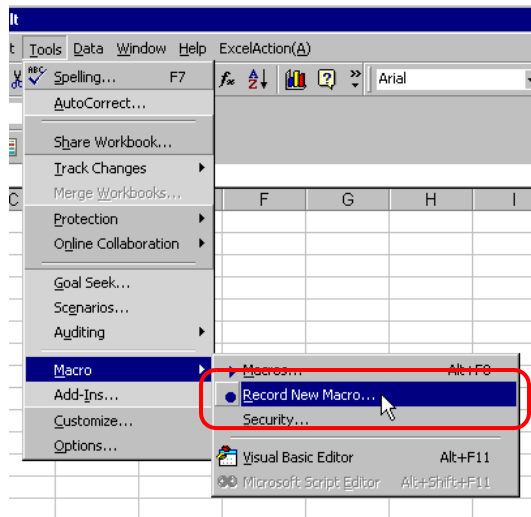 lt
t Tools Data Window Help ExcelAction(A)
ABC Spelling... F7 fx A Z Arial
AutoCorrect...
Share Workbook...
Track Changes
Merge Workbooks...
C F G H I
Protection
Online Collaboration
Goal Seek...
Scenarios...
Auditing
Macro Macros... Alt+F8
Add-Ins... Record New Macro...
Customize... Security...
Options... Visual Basic Editor Alt+F11
Microsoft Script Editor Alt+Shift+F11